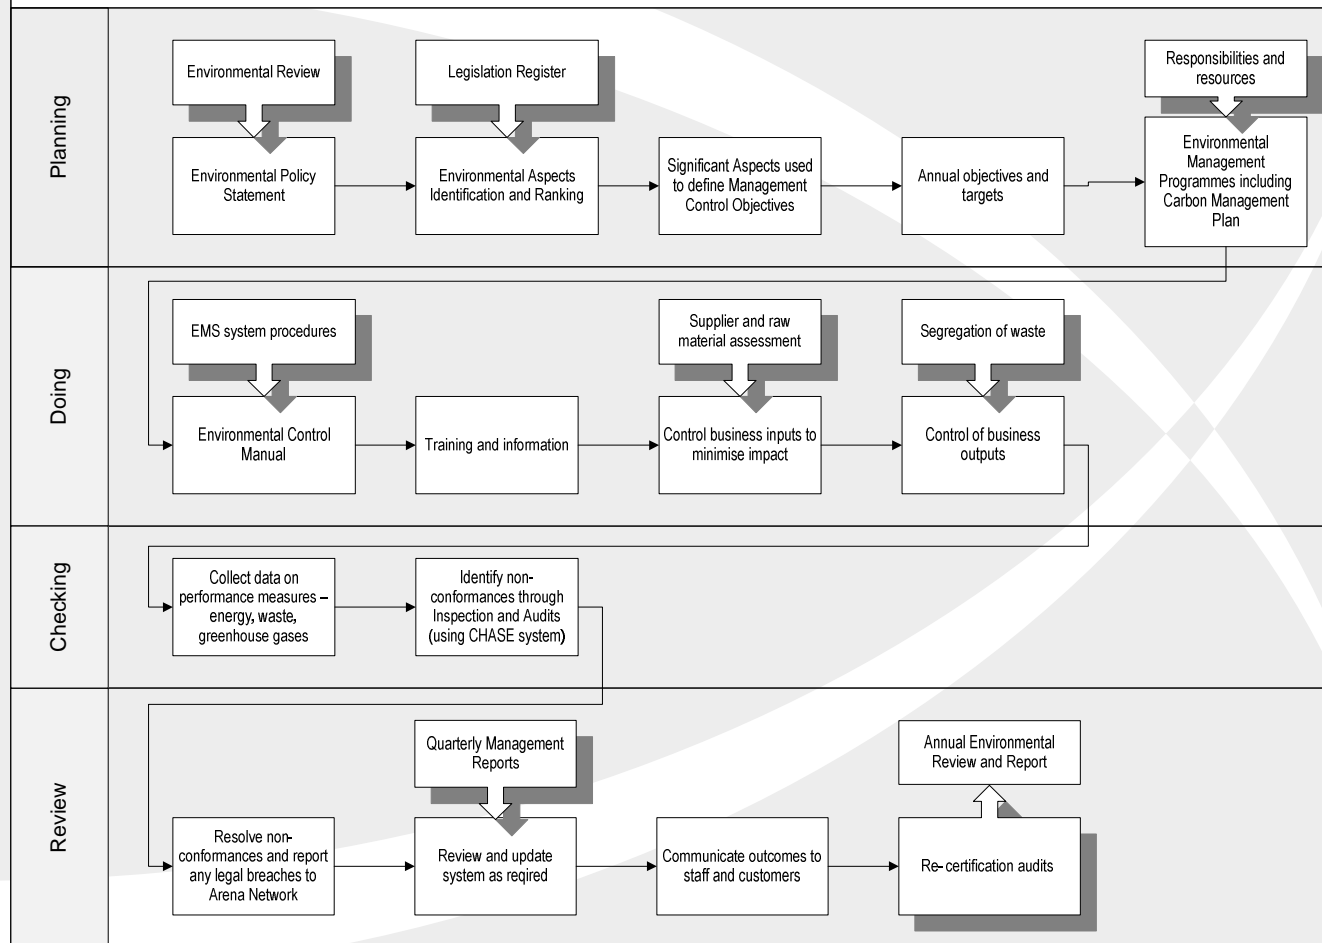 Planning
Environmental Review
Legislation Register
Responsibilities and
resources
Environmental Policy
Statement
Environmental Aspects
Identification and Ranking
Significant Aspects used
to define Management
Control Objectives
Annual objectives and
targets
Environmental
Management
Programmes including
Carbon Management
Plan
Doing
EMS system procedures
Supplier and raw
material assessment
Segregation of waste
Environmental Control
Manual
Training and information
Control business inputs to
minimise impact
Control of business
outputs
Checking
Collect data on
performance measures –
energy, waste,
greenhouse gases
Identify non-
conformances through
Inspection and Audits
(using CHASE system)
Review
Quarterly Management
Reports
Annual Environmental
Review and Report
Resolve non-
conformances and report
any legal breaches to
Arena Network
Review and update
system as reqired
Communicate outcomes to
staff and customers
Re-certification audits